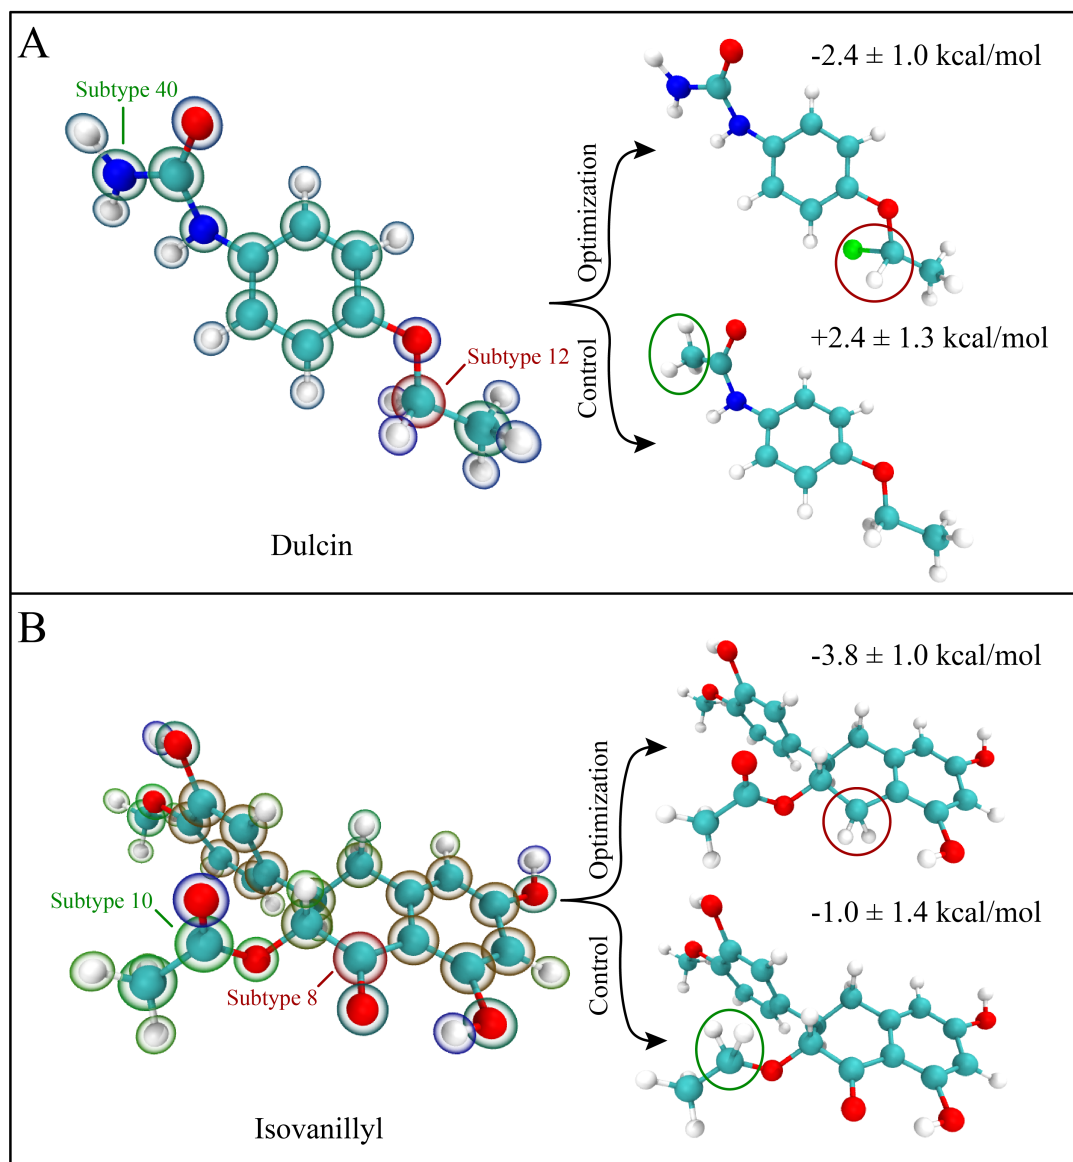 A
Subtype 40
Subtype 12
Dulcin
Optimization
Control
-2.4 ± 1.0 kcal/mol
+2.4 ± 1.3 kcal/mol
B
Subtype 10
Subtype 8
Isovanillyl
Optimization
Control
-3.8 ± 1.0 kcal/mol
-1.0 ± 1.4 kcal/mol